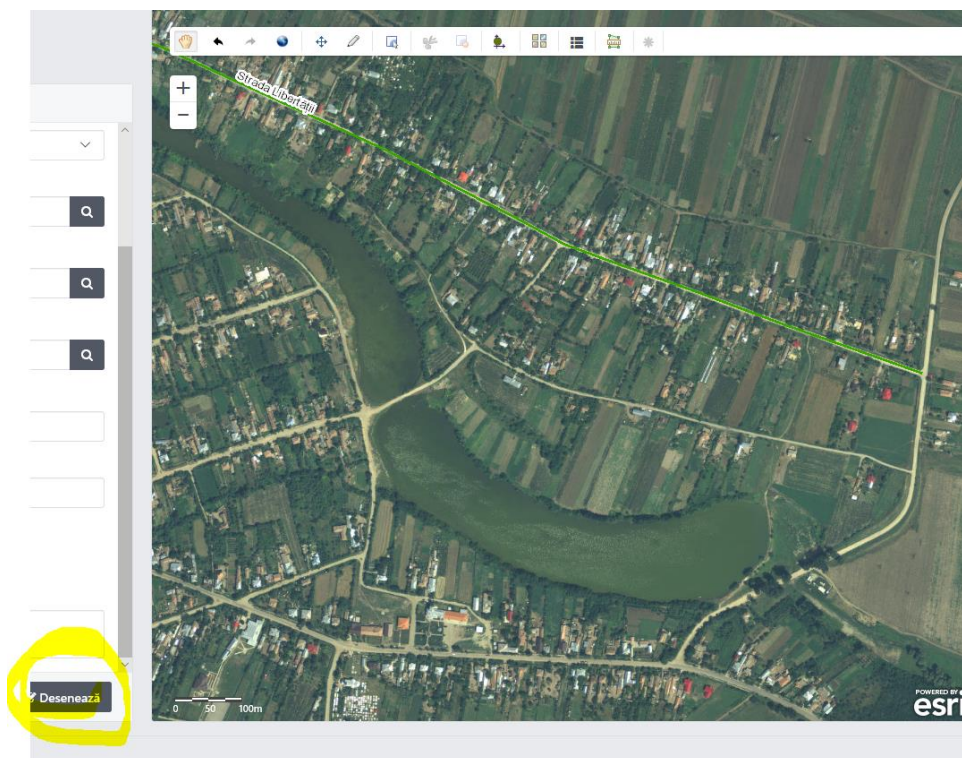 +
Strada Libertății
−
Desenează
0 50 100m
POWERED BY
esri